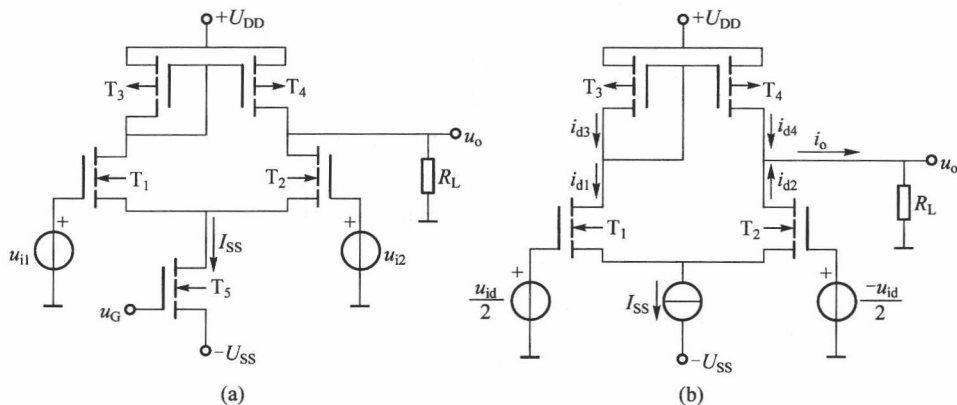 +U_DD
T_3
T_4
u_o
T_1
T_2
R_L
u_i1
I_SS
u_i2
T_5
u_G
-U_SS
(a)
+U_DD
T_3
T_4
i_d3
i_d4
i_o
u_o
i_d1
i_d2
R_L
T_1
T_2
u_id/2
I_SS
-u_id/2
-U_SS
(b)
+
+
+
+